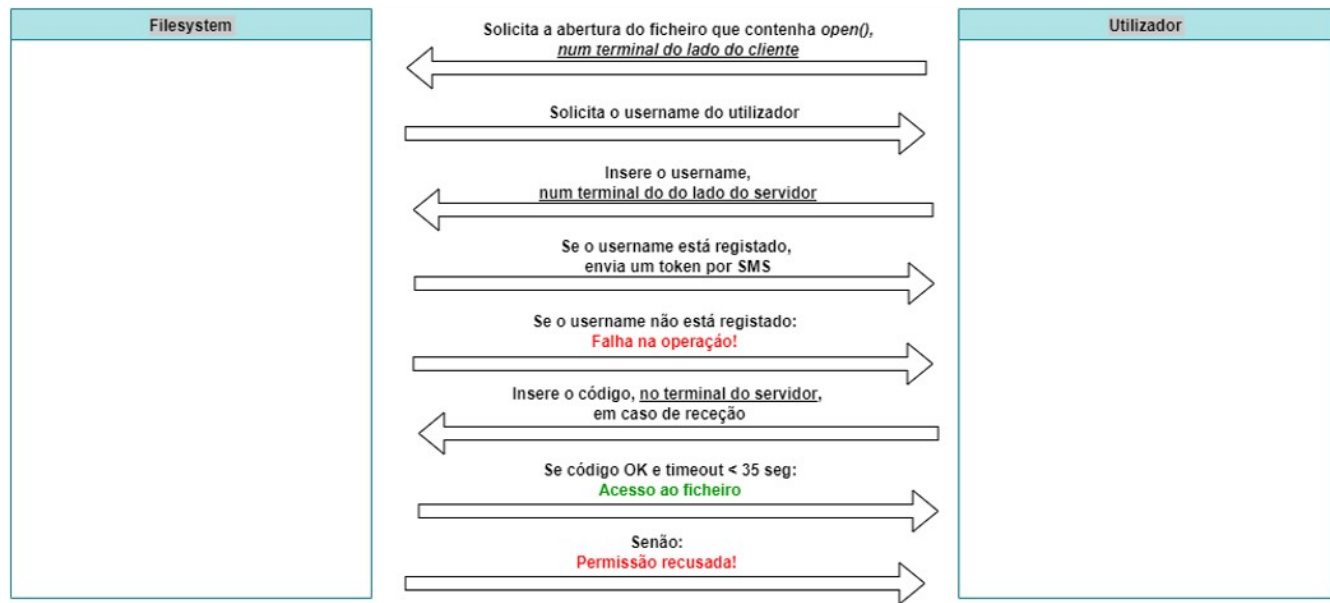 Filesystem
Utilizador
Solicita a abertura do ficheiro que contenha open(),
num terminal do lado do cliente
Solicita o username do utilizador
Insere o username,
num terminal do do lado do servidor
Se o username está registado,
envia um token por SMS
Se o username não está registado:
Falha na operaçáo!
Insere o código, no terminal do servidor,
em caso de receção
Se código OK e timeout < 35 seg:
Acesso ao ficheiro
Senão:
Permissão recusada!